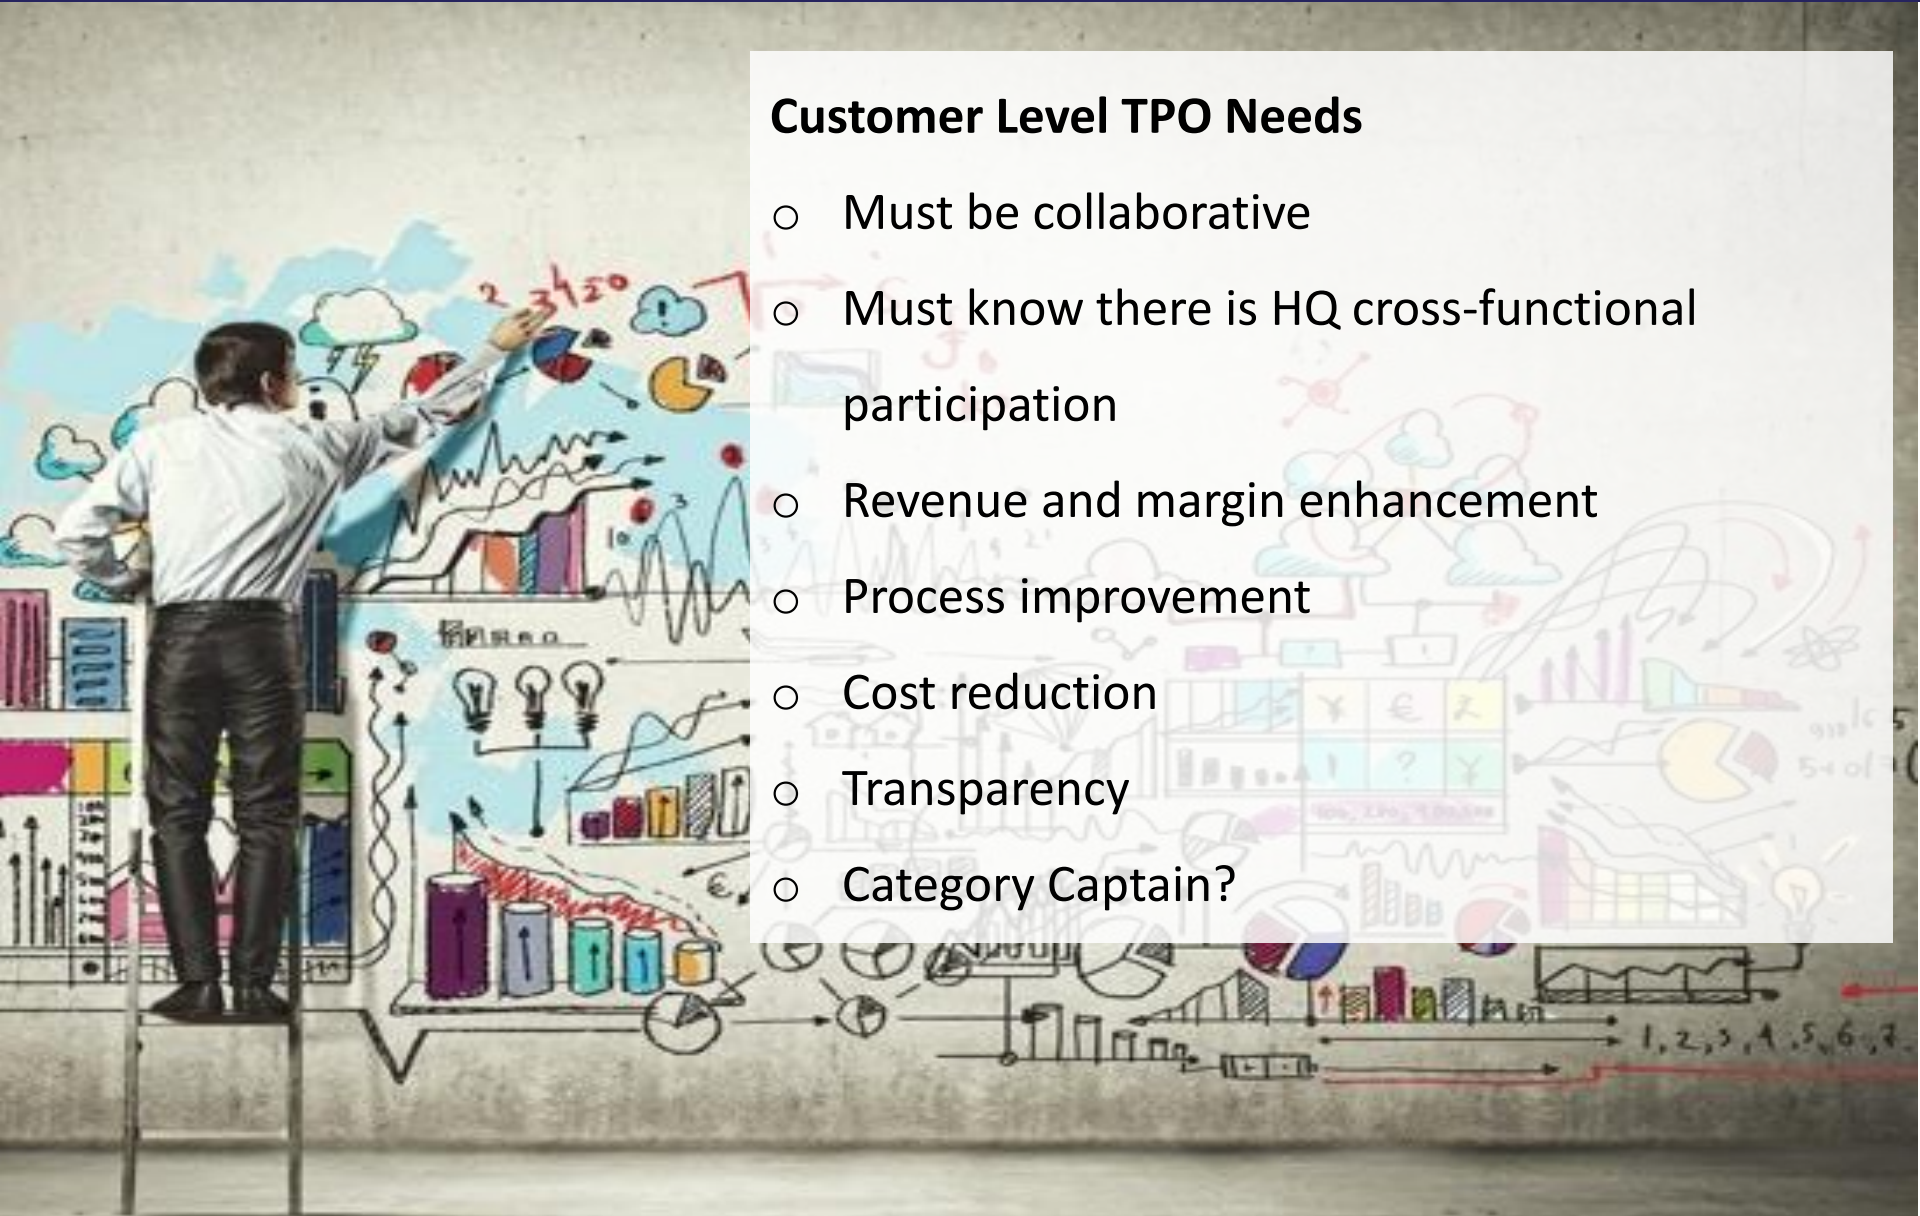 Customer Level TPO Needs
o Must be collaborative
o Must know there is HQ cross-functional
participation
o Revenue and margin enhancement
o Process improvement
o Cost reduction
o Transparency
o Category Captain?